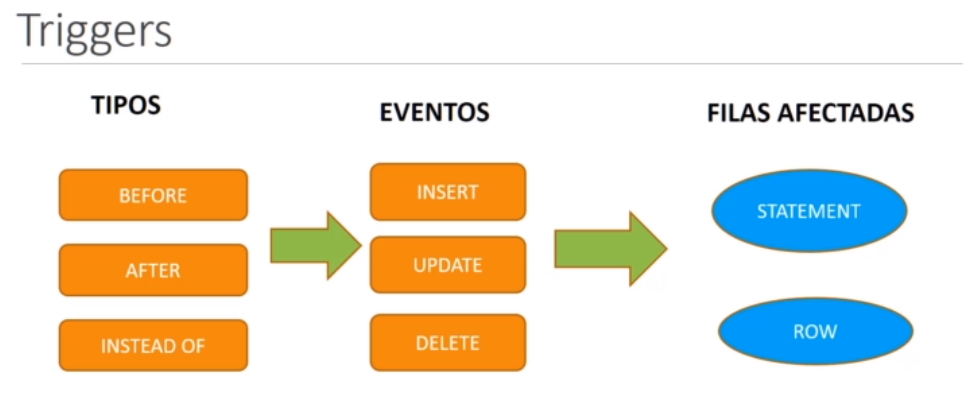 Triggers
TIPOS
BEFORE
AFTER
INSTEAD OF
EVENTOS
INSERT
UPDATE
DELETE
FILAS AFECTADAS
STATEMENT
ROW